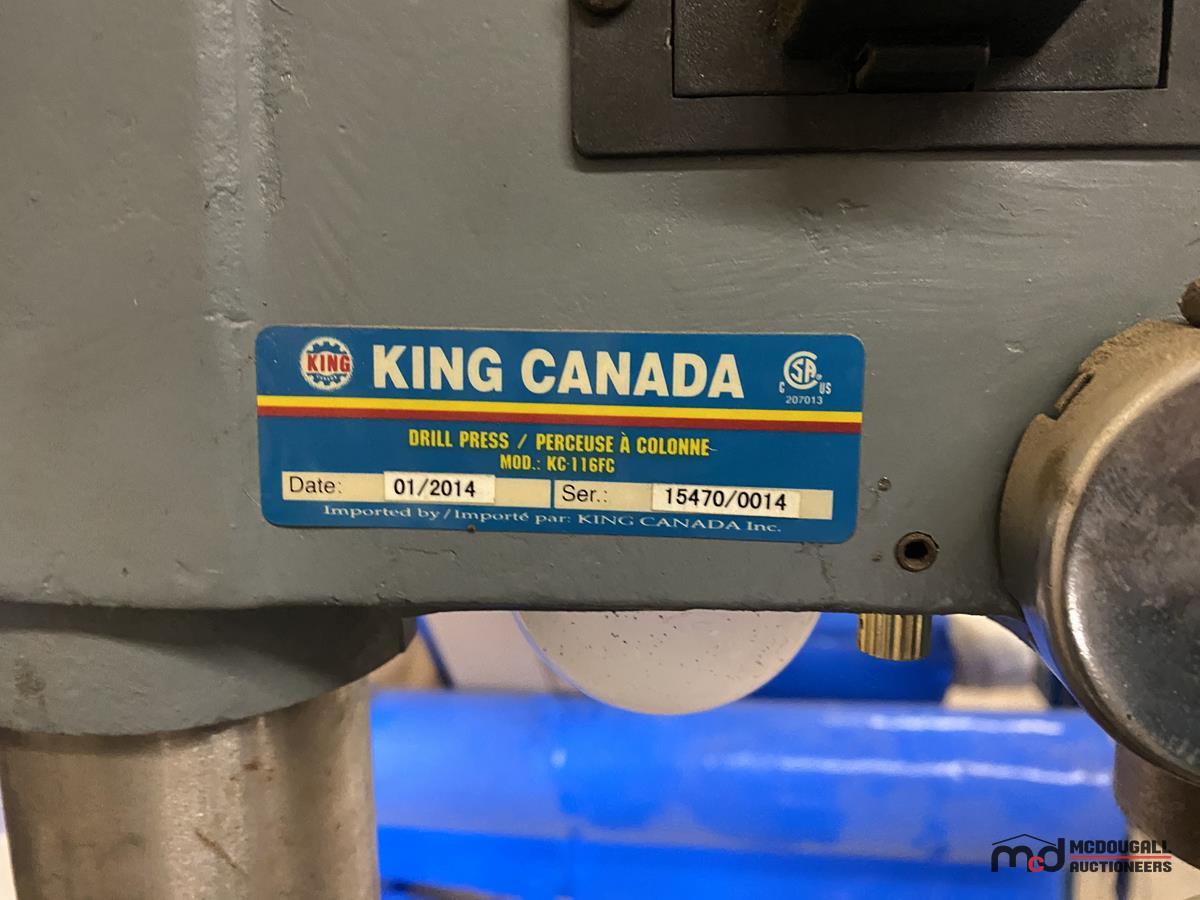 KING
KING CANADA
CSA
C US
207013
DRILL PRESS / PERCEUSE À COLONNE
MOD.: KC-116FC
Date: 01/2014 Ser.: 15470/0014
Imported by / Importé par: KING CANADA Inc.
mcd MCDOUGALL
AUCTIONEERS